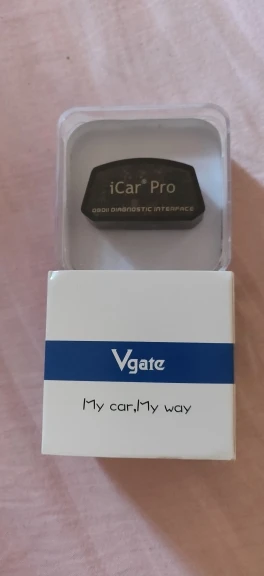 iCar® Pro
OBDII DIAGNOSTIC INTERFACE
Vgate
My car,My way